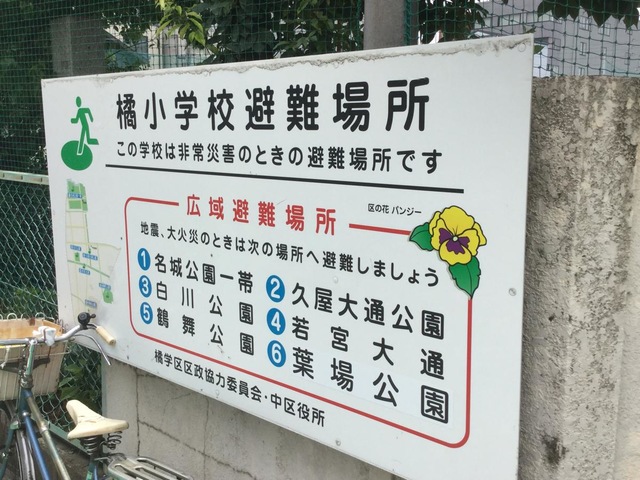 橘小学校避難場所
この学校は非常災害のときの避難場所です
区の花 パンジー
広域避難場所
地震、大火災のときは次の場所へ避難しましょう
1 名城公園一帯 2 久屋大通公園
3 白川公園 4 若宮大通
5 鶴舞公園 6 葉場公園
橘学区区政協力委員会・中区役所